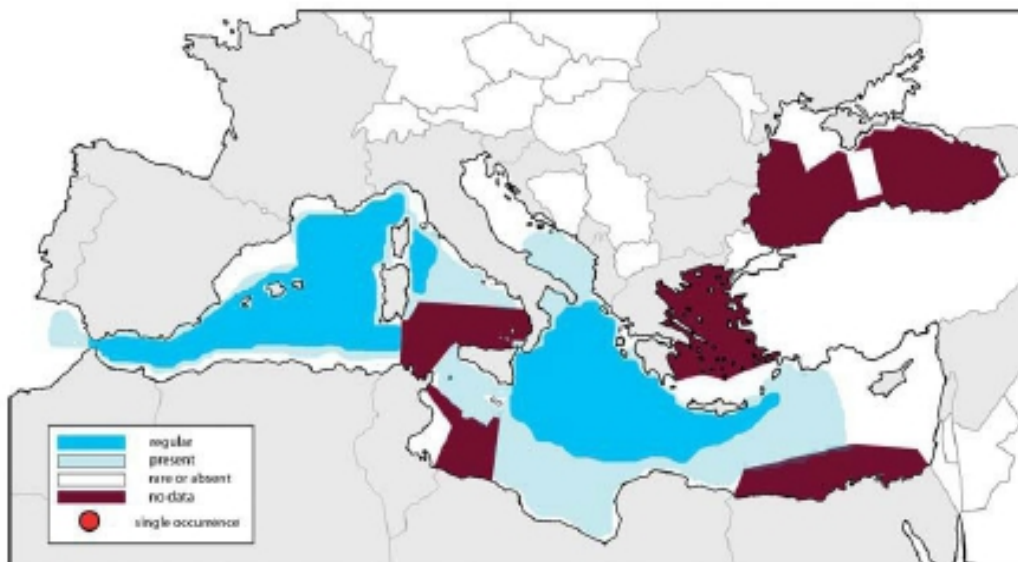 regular
present
rare or absent
no data
single occurrence